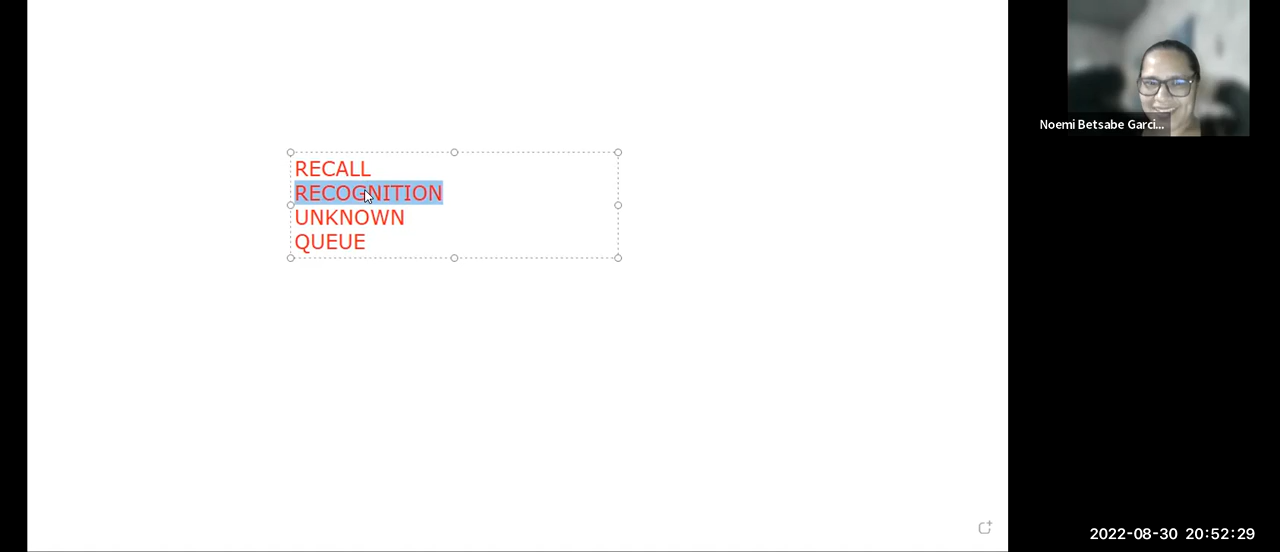 RECALL
RECOGNITION
UNKNOWN
QUEUE
Noemi Betsabe Garci...
2022-08-30 20:52:29